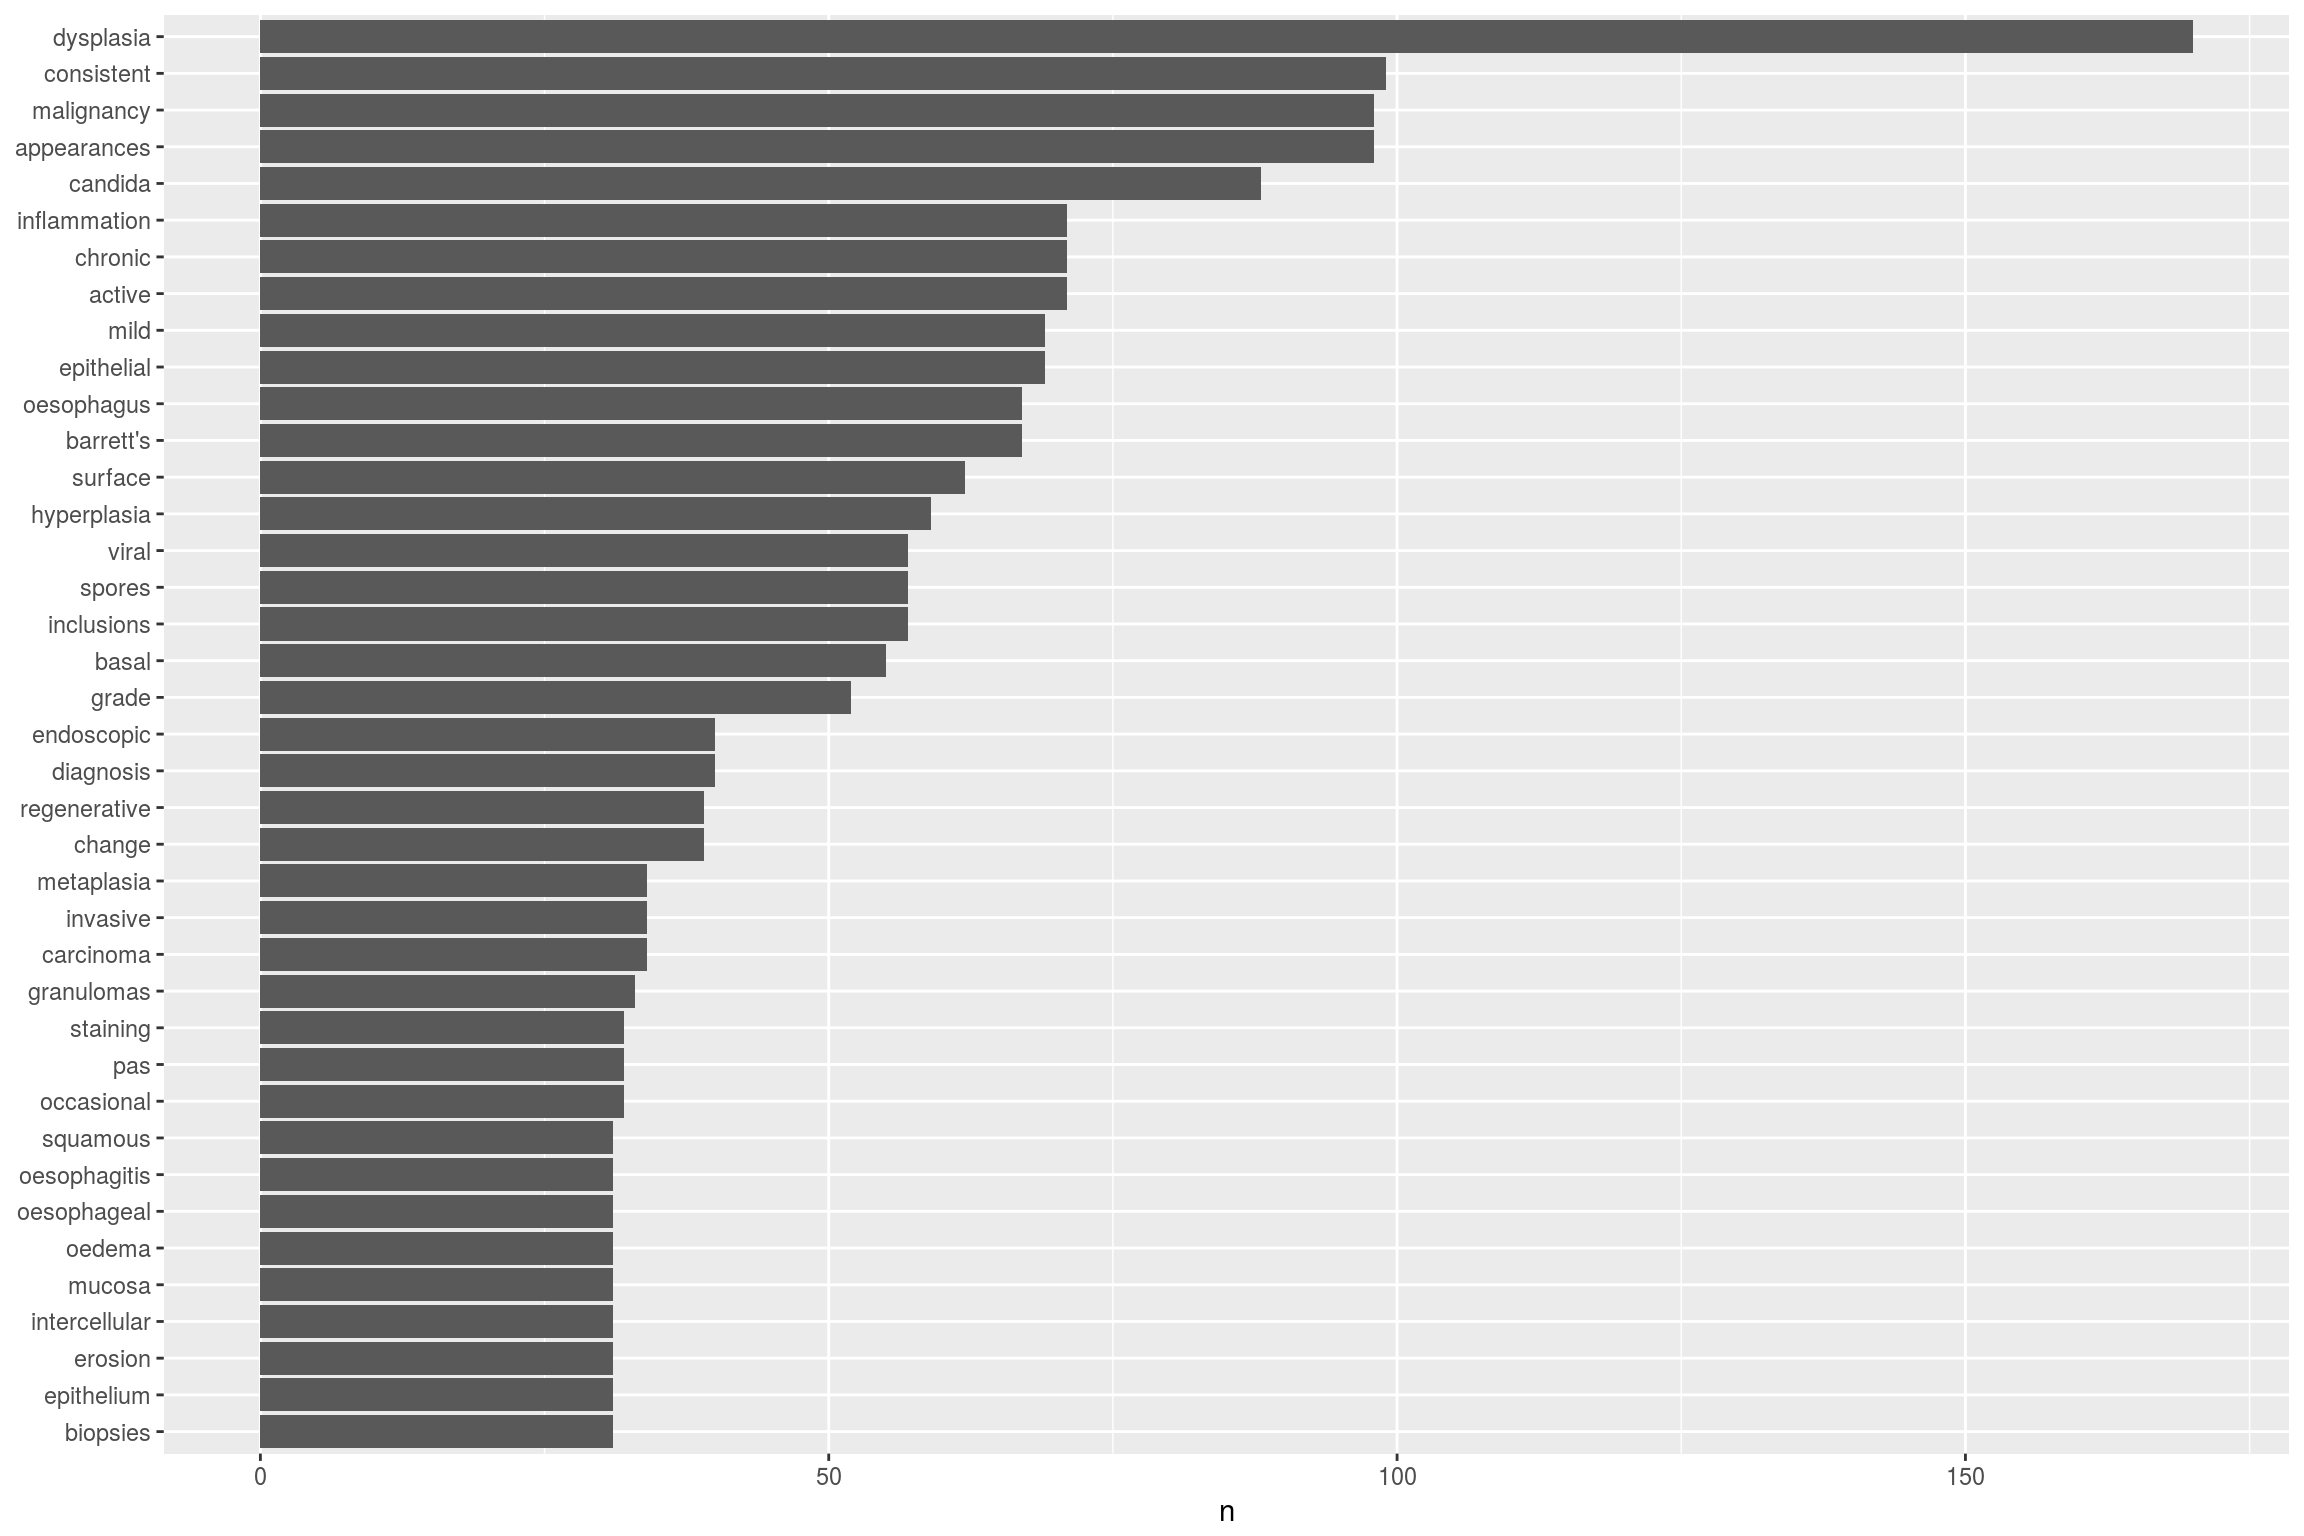 dysplasia
consistent
malignancy
appearances
candida
inflammation
chronic
active
mild
epithelial
oesophagus
barrett's
surface
hyperplasia
viral
spores
inclusions
basal
grade
endoscopic
diagnosis
regenerative
change
metaplasia
invasive
carcinoma
granulomas
staining
pas
occasional
squamous
oesophagitis
oesophageal
oedema
mucosa
intercellular
erosion
epithelium
biopsies
0 50 100 150
n